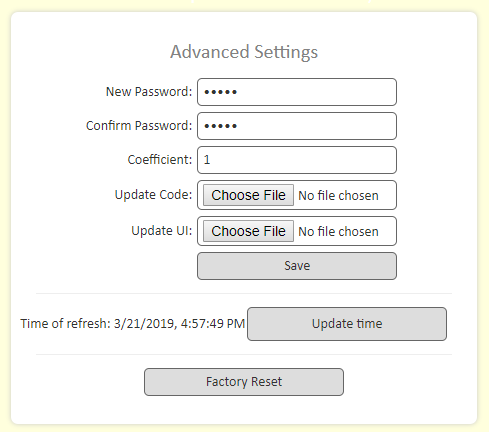 Advanced Settings
New Password: •••••
Confirm Password: •••••
Coefficient: 1
Update Code: Choose File No file chosen
Update UI: Choose File No file chosen
Save
Time of refresh: 3/21/2019, 4:57:49 PM Update time
Factory Reset